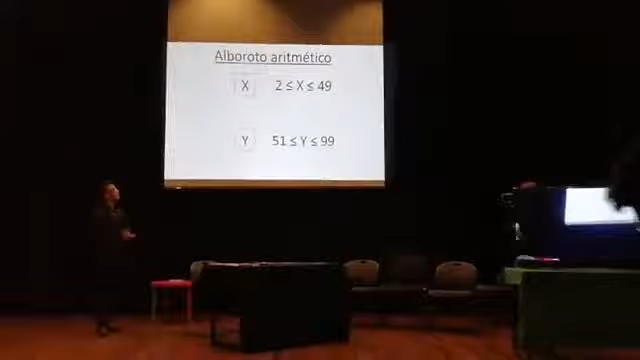 Alboroto aritmético
X 2 ≤ X ≤ 49
Y 51 ≤ Y ≤ 99